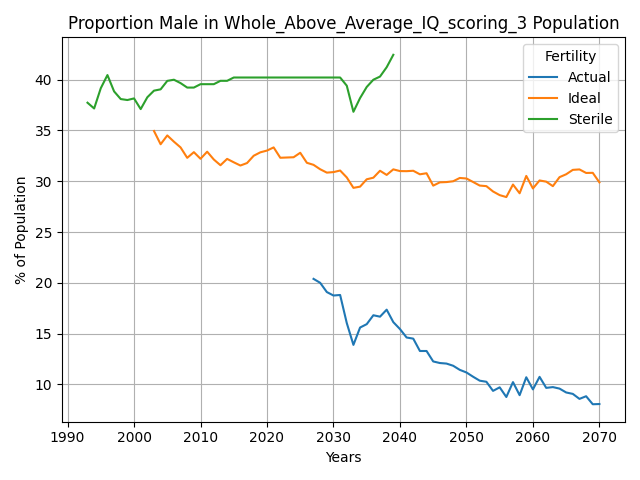 Proportion Male in Whole_Above_Average_IQ_scoring_3 Population
Fertility
Actual
Ideal
Sterile
% of Population
40
35
30
25
20
15
10
1990 2000 2010 2020 2030 2040 2050 2060 2070
Years